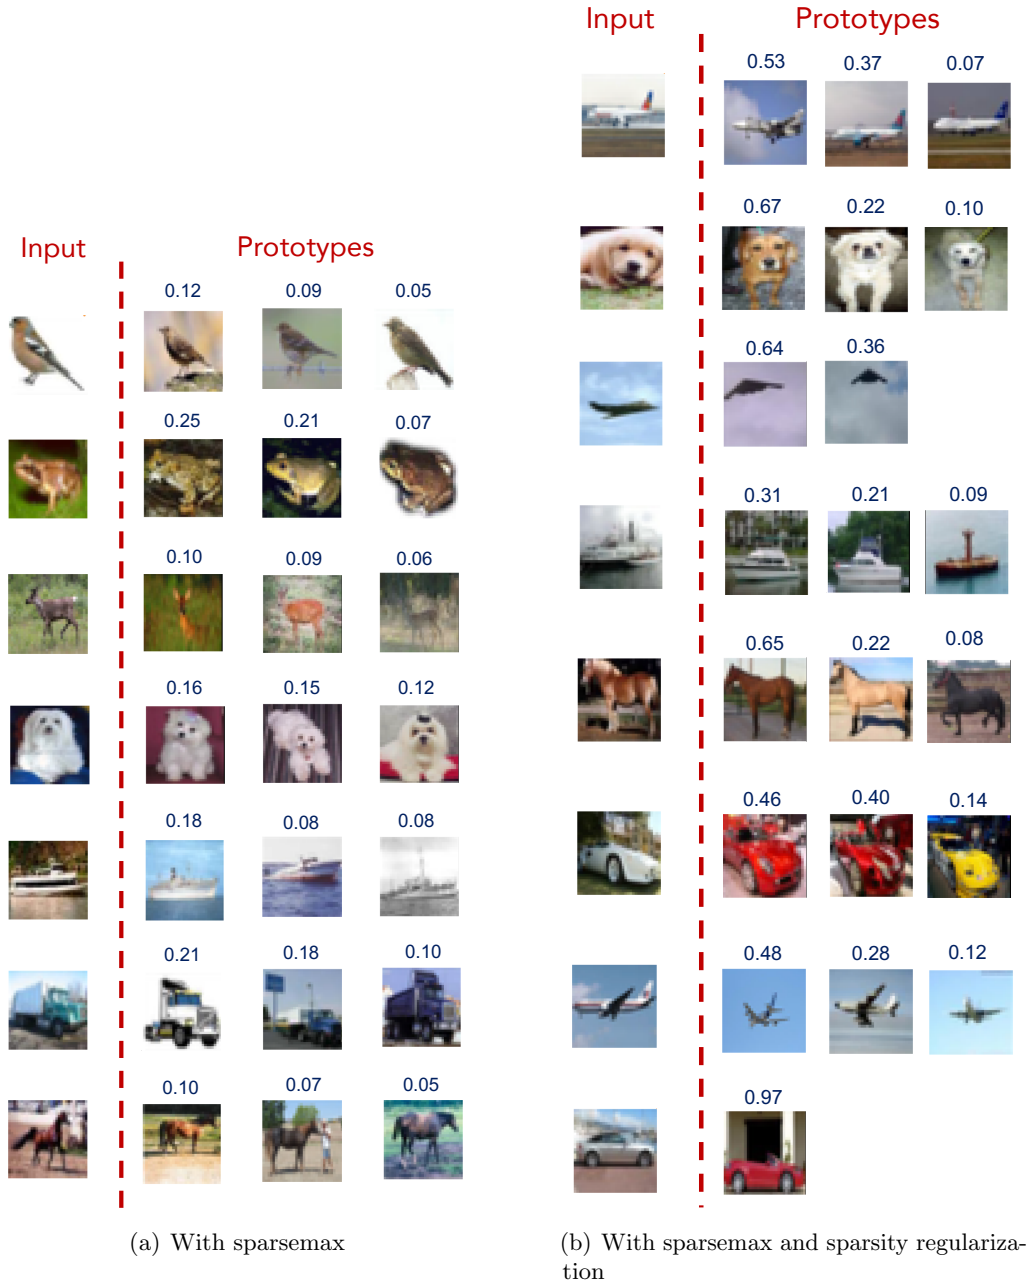 Input
Prototypes
0.12 0.09 0.05
0.25 0.21 0.07
0.10 0.09 0.06
0.16 0.15 0.12
0.18 0.08 0.08
0.21 0.18 0.10
0.10 0.07 0.05
(a) With sparsemax
Input
Prototypes
0.53 0.37 0.07
0.67 0.22 0.10
0.64 0.36
0.31 0.21 0.09
0.65 0.22 0.08
0.46 0.40 0.14
0.48 0.28 0.12
0.97
(b) With sparsemax and sparsity regulariza-
tion